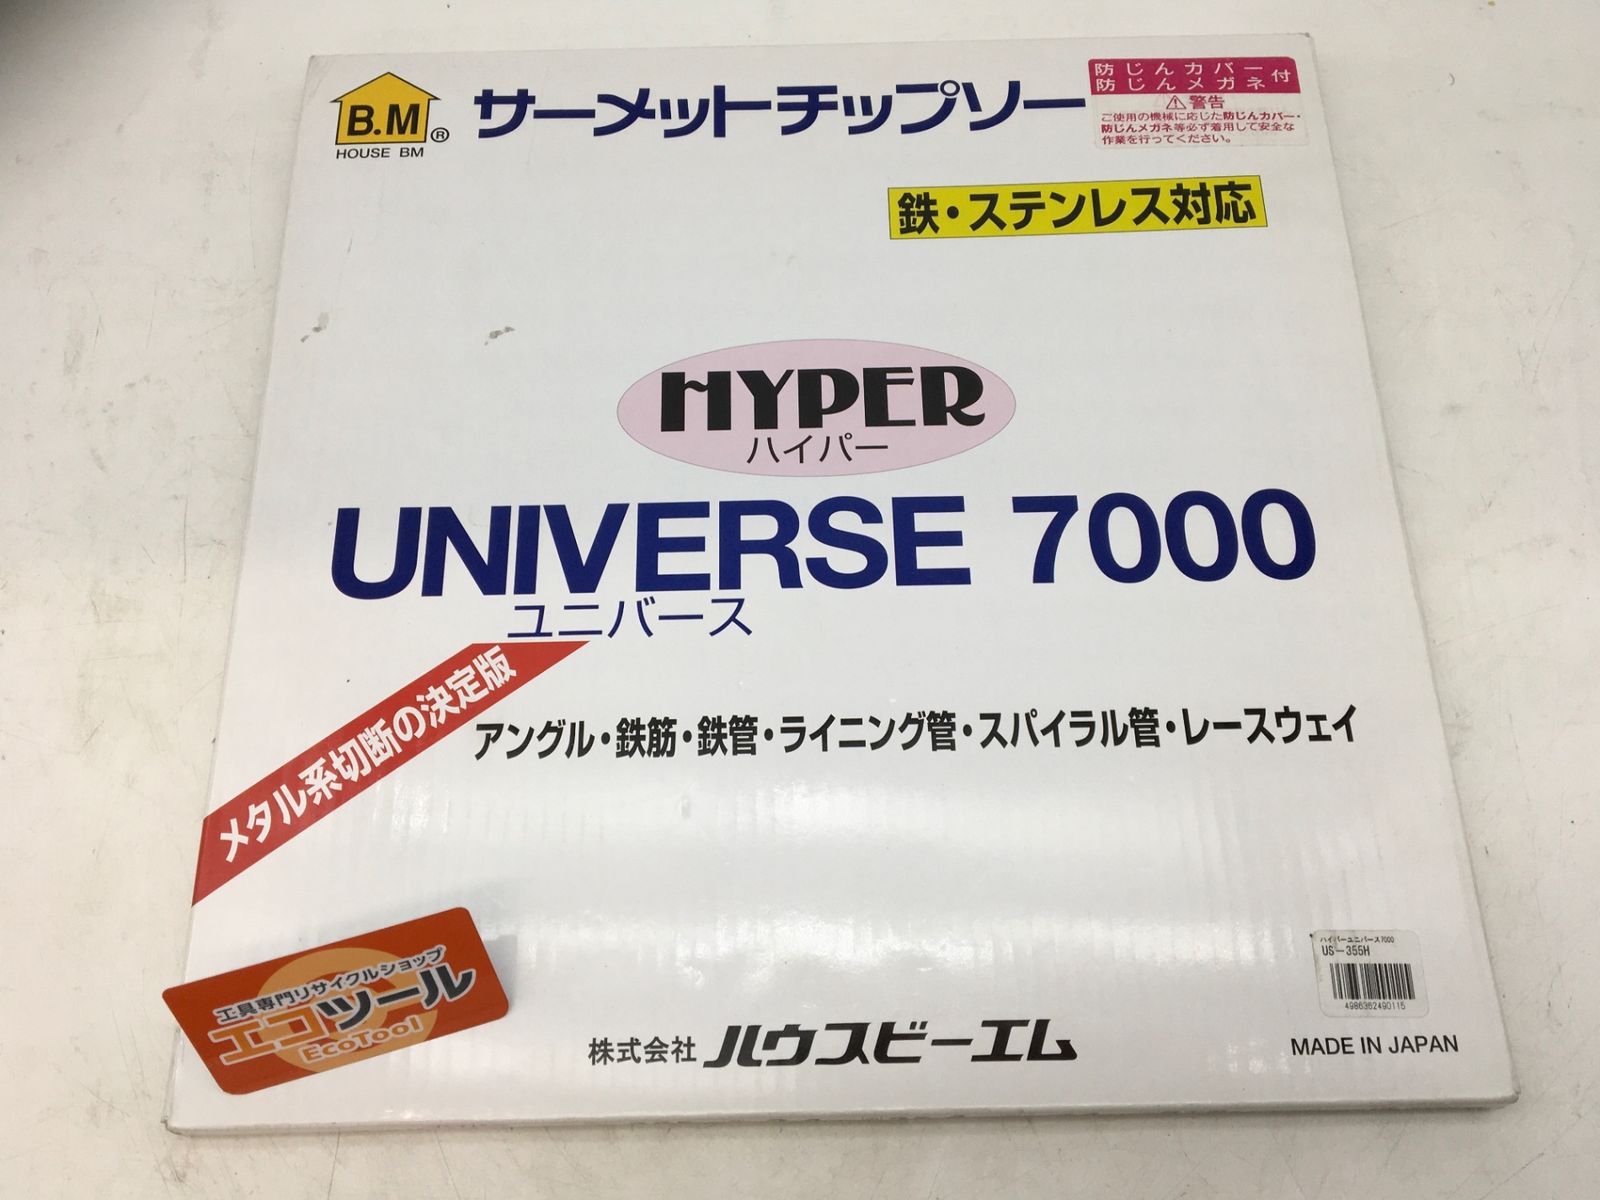 B.M®
HOUSE BM
サーメットチップソー
防じんカバー
防じんメガネ付
⚠警告
ご使用の機械に応じた防じんカバー・
防じんメガネ等必ず着用して安全な
作業を行ってください。
鉄・ステンレス対応
HYPER
ハイパー
UNIVERSE 7000
ユニバース
メタル系切断の決定版
アングル・鉄筋・鉄管・ライニング管・スパイラル管・レースウェイ
工具専門リサイクルショップ
エコツール
EcoTool
ハイパーユニバース7000
US-355H
4986362490115
株式会社 ハウスビーエム
MADE IN JAPAN